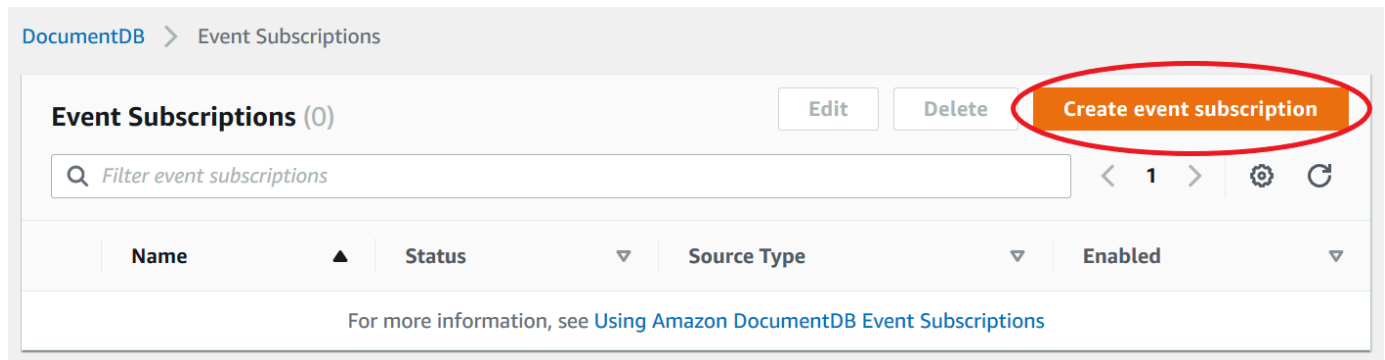 DocumentDB > Event Subscriptions
Event Subscriptions (0) Edit Delete Create event subscription
Filter event subscriptions < 1 >
Name Status Source Type Enabled
For more information, see Using Amazon DocumentDB Event Subscriptions